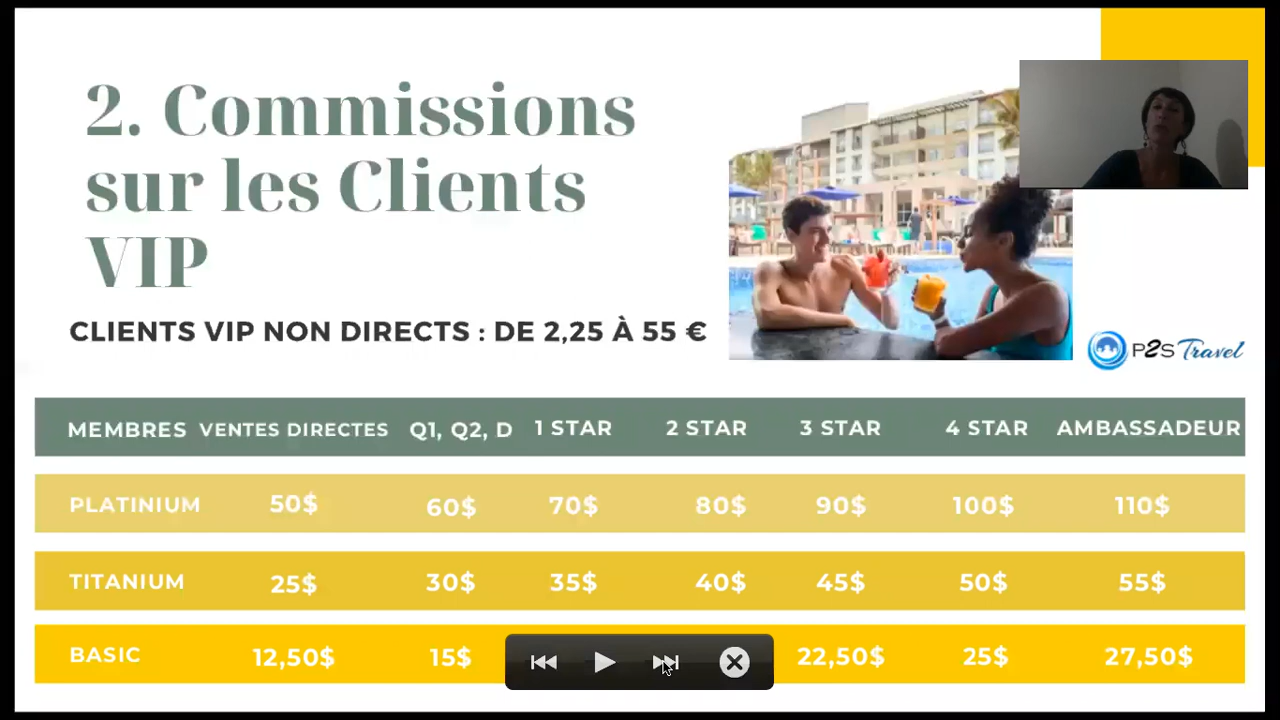 2. Commissions
sur les Clients
VIP
CLIENTS VIP NON DIRECTS : DE 2,25 À 55 €
P2S Travel
MEMBRES VENTES DIRECTES Q1, Q2, D 1 STAR 2 STAR 3 STAR 4 STAR AMBASSADEUR
PLATINIUM 50$ 60$ 70$ 80$ 90$ 100$ 110$
TITANIUM 25$ 30$ 35$ 40$ 45$ 50$ 55$
BASIC 12,50$ 15$ 22,50$ 25$ 27,50$